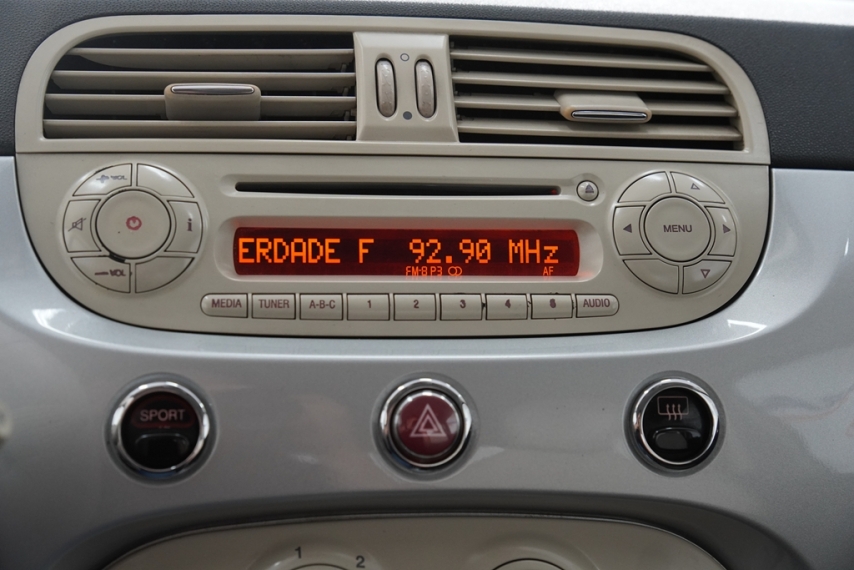 +VOL
i
-VOL
MENU
ERDADE F 92.90 MHz
FM-B P3 AF
MEDIA TUNER A-B-C 1 2 3 4 AUDIO
SPORT
1
2